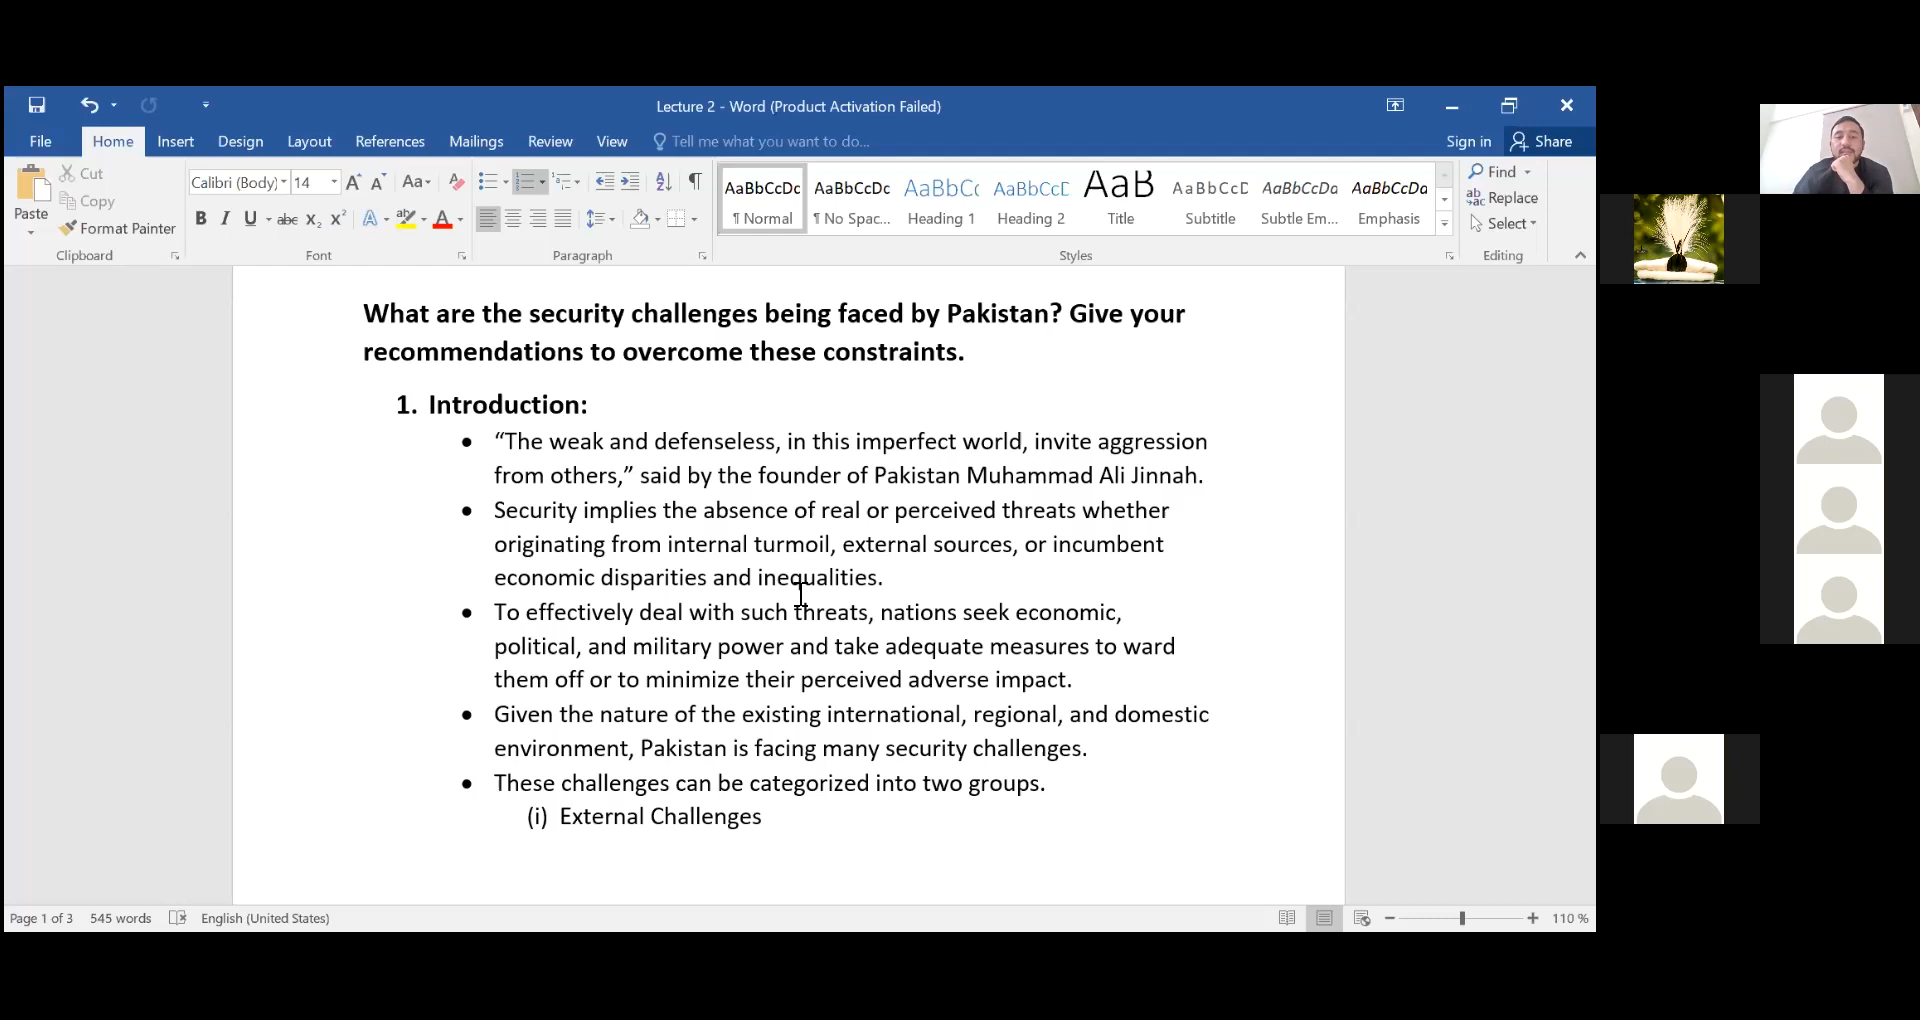 Lecture 2 - Word (Product Activation Failed)
File Home Insert Design Layout References Mailings Review View Tell me what you want to do... Sign in Share
Paste Cut Copy Format Painter Clipboard
Calibri (Body) 14 Aa
B I U abc X₂ X² A A
Font
Paragraph
AaBbCcDc AaBbCcDc AaBbCc AaBbCcD AaB AaBbCcD AaBbCcDa AaBbCcDa
¶ Normal ¶ No Spac... Heading 1 Heading 2 Title Subtitle Subtle Em... Emphasis
Styles
Find
Replace
Select
Editing
What are the security challenges being faced by Pakistan? Give your
recommendations to overcome these constraints.
1. Introduction:
• “The weak and defenseless, in this imperfect world, invite aggression
from others,” said by the founder of Pakistan Muhammad Ali Jinnah.
• Security implies the absence of real or perceived threats whether
originating from internal turmoil, external sources, or incumbent
economic disparities and inequalities.
• To effectively deal with such threats, nations seek economic,
political, and military power and take adequate measures to ward
them off or to minimize their perceived adverse impact.
• Given the nature of the existing international, regional, and domestic
environment, Pakistan is facing many security challenges.
• These challenges can be categorized into two groups.
(i) External Challenges
Page 1 of 3 545 words English (United States) 110 %